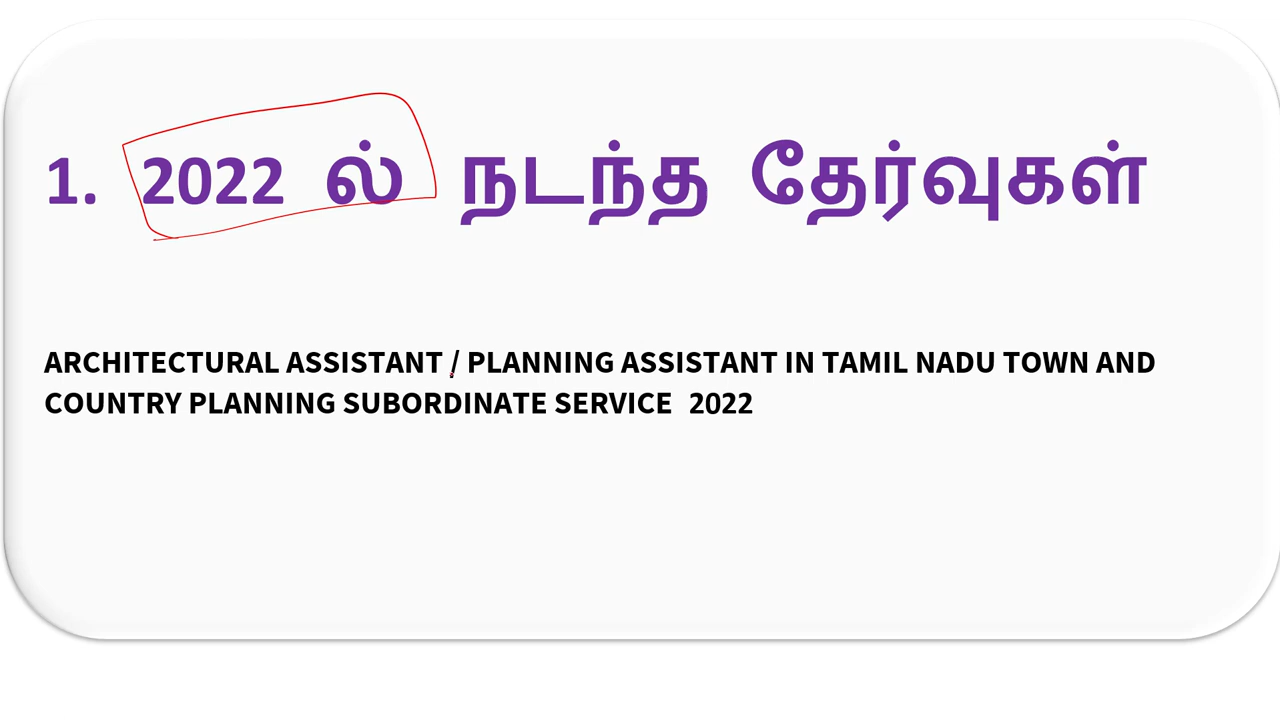 1. 2022 ல் நடந்த தேர்வுகள்
ARCHITECTURAL ASSISTANT / PLANNING ASSISTANT IN TAMIL NADU TOWN AND
COUNTRY PLANNING SUBORDINATE SERVICE 2022